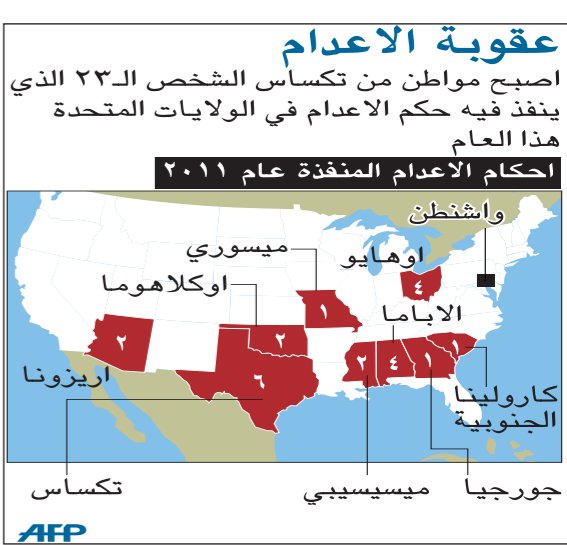 عقوبة الاعدام
اصبح مواطن من تكساس الشخص الـ٢٣ الذي
ينفذ فيه حكم الاعدام في الولايات المتحدة
هذا العام
احكام الاعدام المنفذة عام ٢٠١١
واشنطن
ميسوري
اوهايو
٤
اوكلاهوما
١
الاباما
٢
٢
٢
٤
١
١
٦
اريزونا
كارولينا
الجنوبية
تكساس
ميسيسيبي
جورجيا
AFP